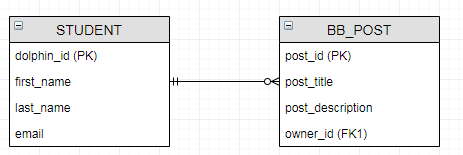 STUDENT
dolphin_id (PK)
first_name
last_name
email
BB_POST
post_id (PK)
post_title
post_description
owner_id (FK1)